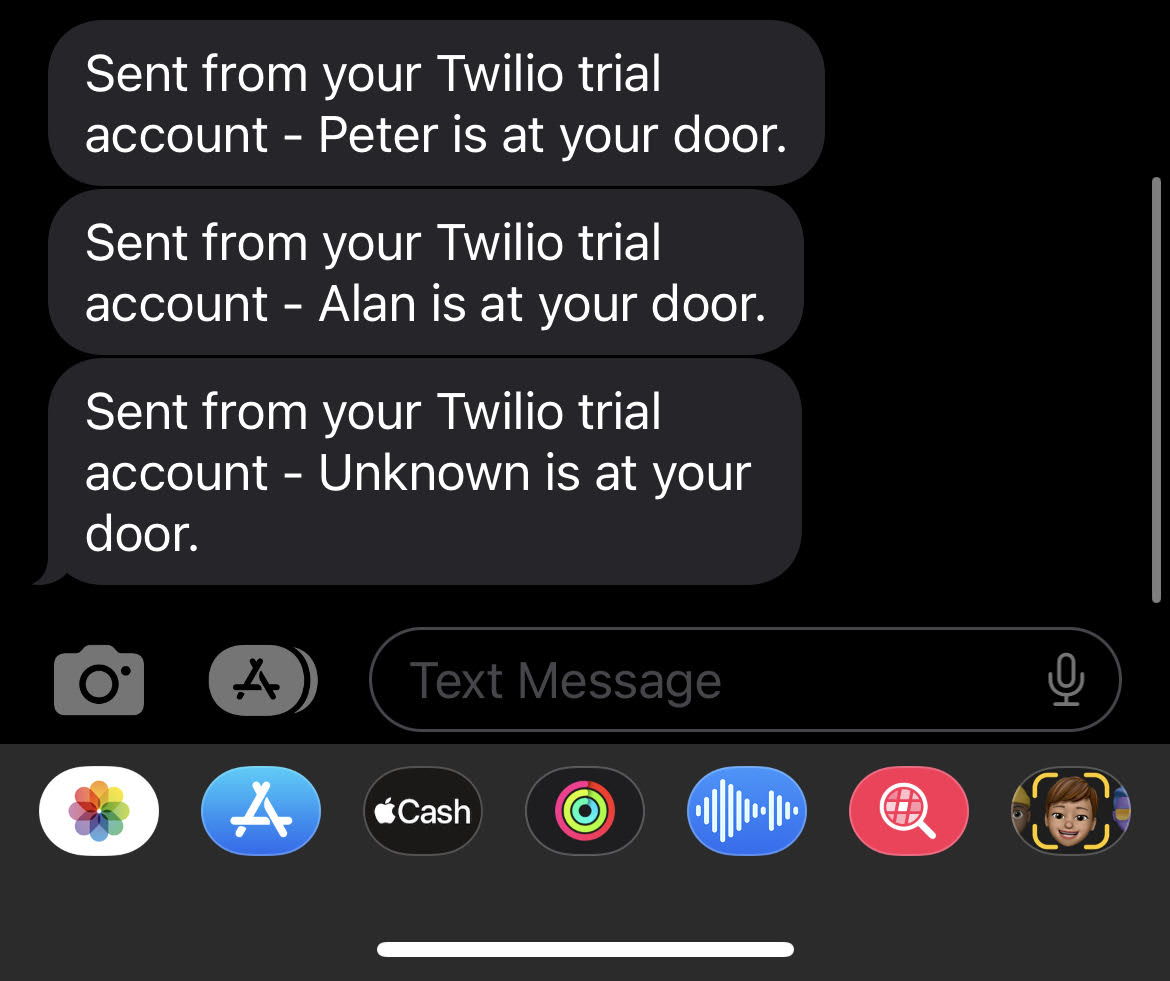 Sent from your Twilio trial
account - Peter is at your door.
Sent from your Twilio trial
account - Alan is at your door.
Sent from your Twilio trial
account - Unknown is at your
door.
Text Message
Cash